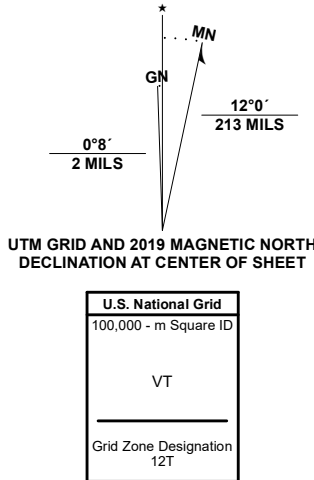 ★
MN
GN
0°8´
2 MILS
12°0´
213 MILS
UTM GRID AND 2019 MAGNETIC NORTH
DECLINATION AT CENTER OF SHEET
U.S. National Grid
100,000 - m Square ID
VT
Grid Zone Designation
12T